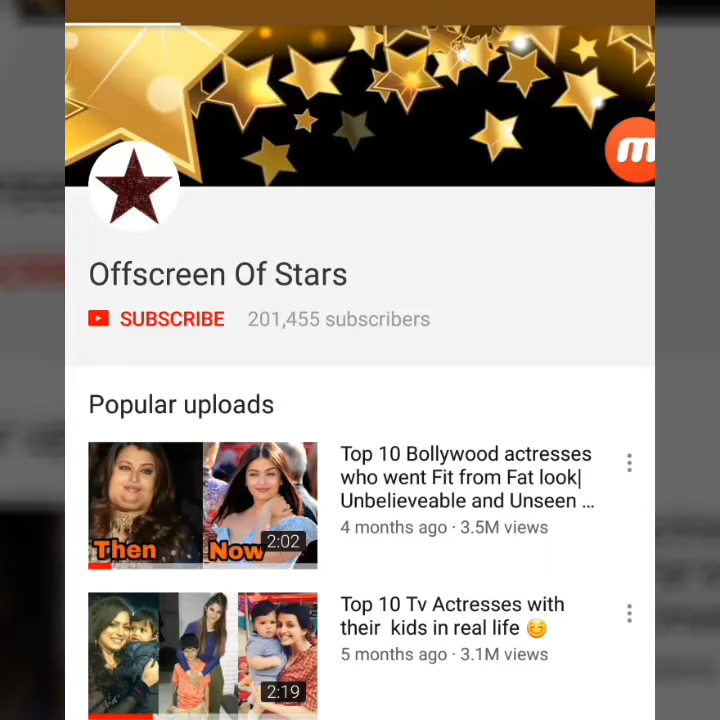 m
Offscreen Of Stars
SUBSCRIBE 201,455 subscribers
Popular uploads
Then
Now
2:02
Top 10 Bollywood actresses
who went Fit from Fat look|
Unbelieveable and Unseen ...
4 months ago · 3.5M views
2:19
Top 10 Tv Actresses with
their kids in real life 😊
5 months ago · 3.1M views